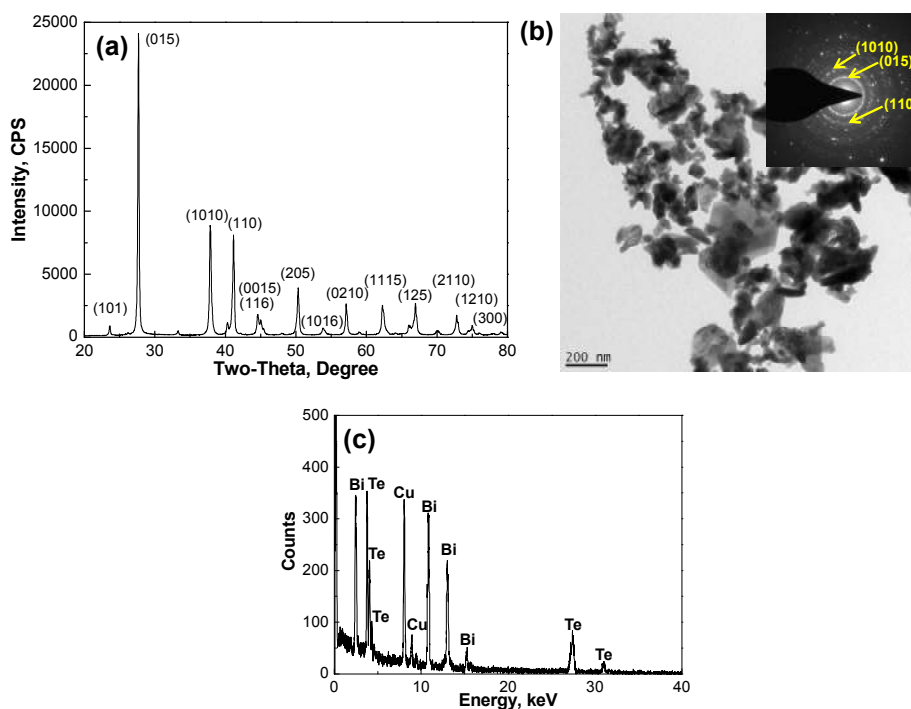 (a)
25000
20000
15000
10000
5000
0
Intensity, CPS
(015)
(101)
(1010)
(110)
(0015)
(116)
(205)
(1016)
(0210)
(1115)
(125)
(2110)
(1210)
(300)
20 30 40 50 60 70 80
Two-Theta, Degree
(b)
(1010)
(015)
(110
200 nm
(c)
500
400
300
200
100
0
Counts
Bi
Te
Te
Te
Cu
Cu
Bi
Bi
Bi
Te
Te
0 10 20 30 40
Energy, keV